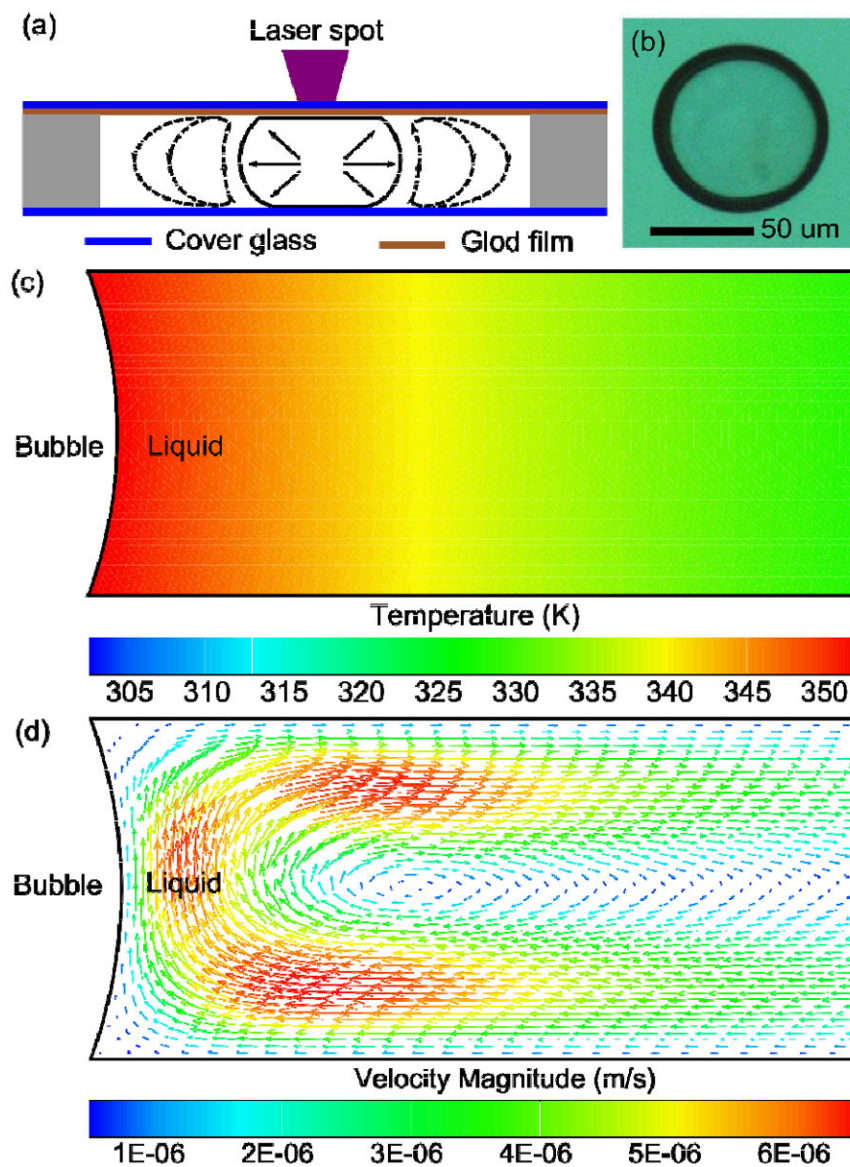 (a)
Laser spot
Cover glass
Glod film
(b)
50 um
(c)
Bubble
Liquid
Temperature (K)
305 310 315 320 325 330 335 340 345 350
(d)
Bubble
Liquid
Velocity Magnitude (m/s)
1E-06 2E-06 3E-06 4E-06 5E-06 6E-06